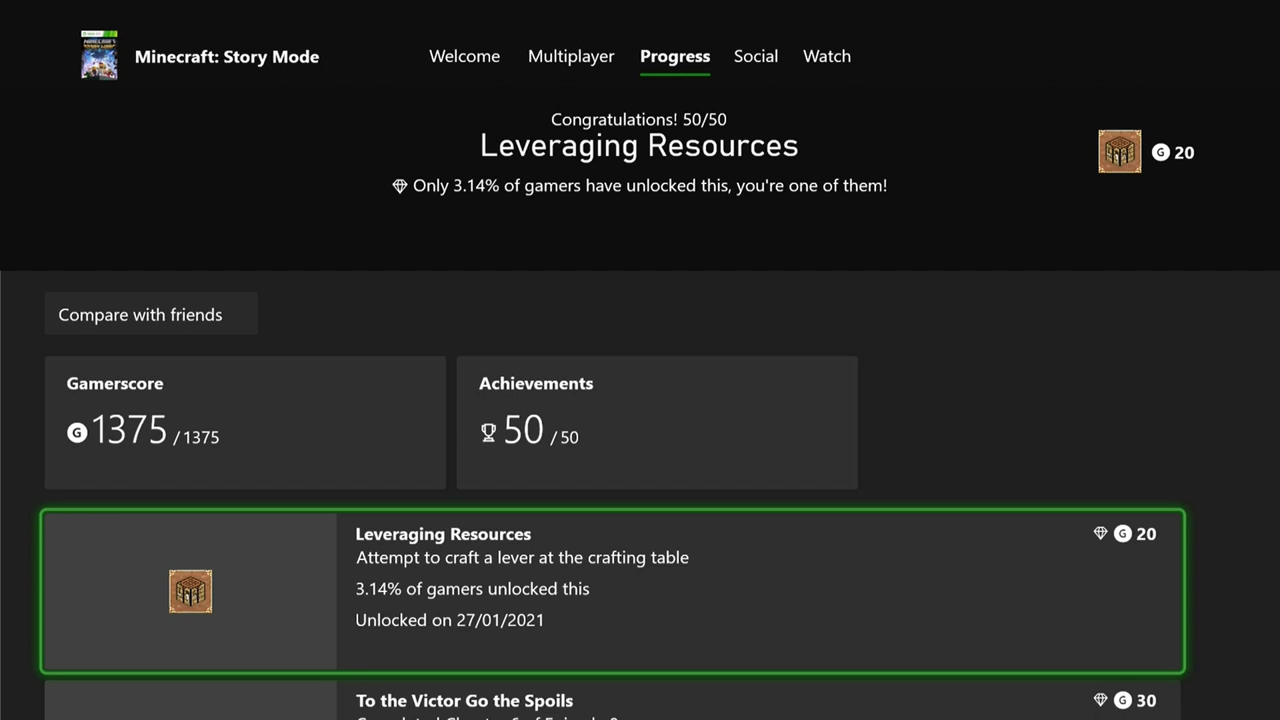 Minecraft: Story Mode
Welcome
Multiplayer
Progress
Social
Watch
Congratulations! 50/50
Leveraging Resources
Only 3.14% of gamers have unlocked this, you're one of them!
G 20
Compare with friends
Gamerscore
G 1375 / 1375
Achievements
50 / 50
Leveraging Resources
G 20
Attempt to craft a lever at the crafting table
3.14% of gamers unlocked this
Unlocked on 27/01/2021
To the Victor Go the Spoils
G 30